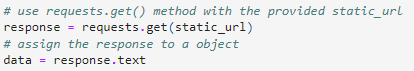 # use requests.get() method with the provided static_url
response = requests.get(static_url)
# assign the response to a object
data = response.text